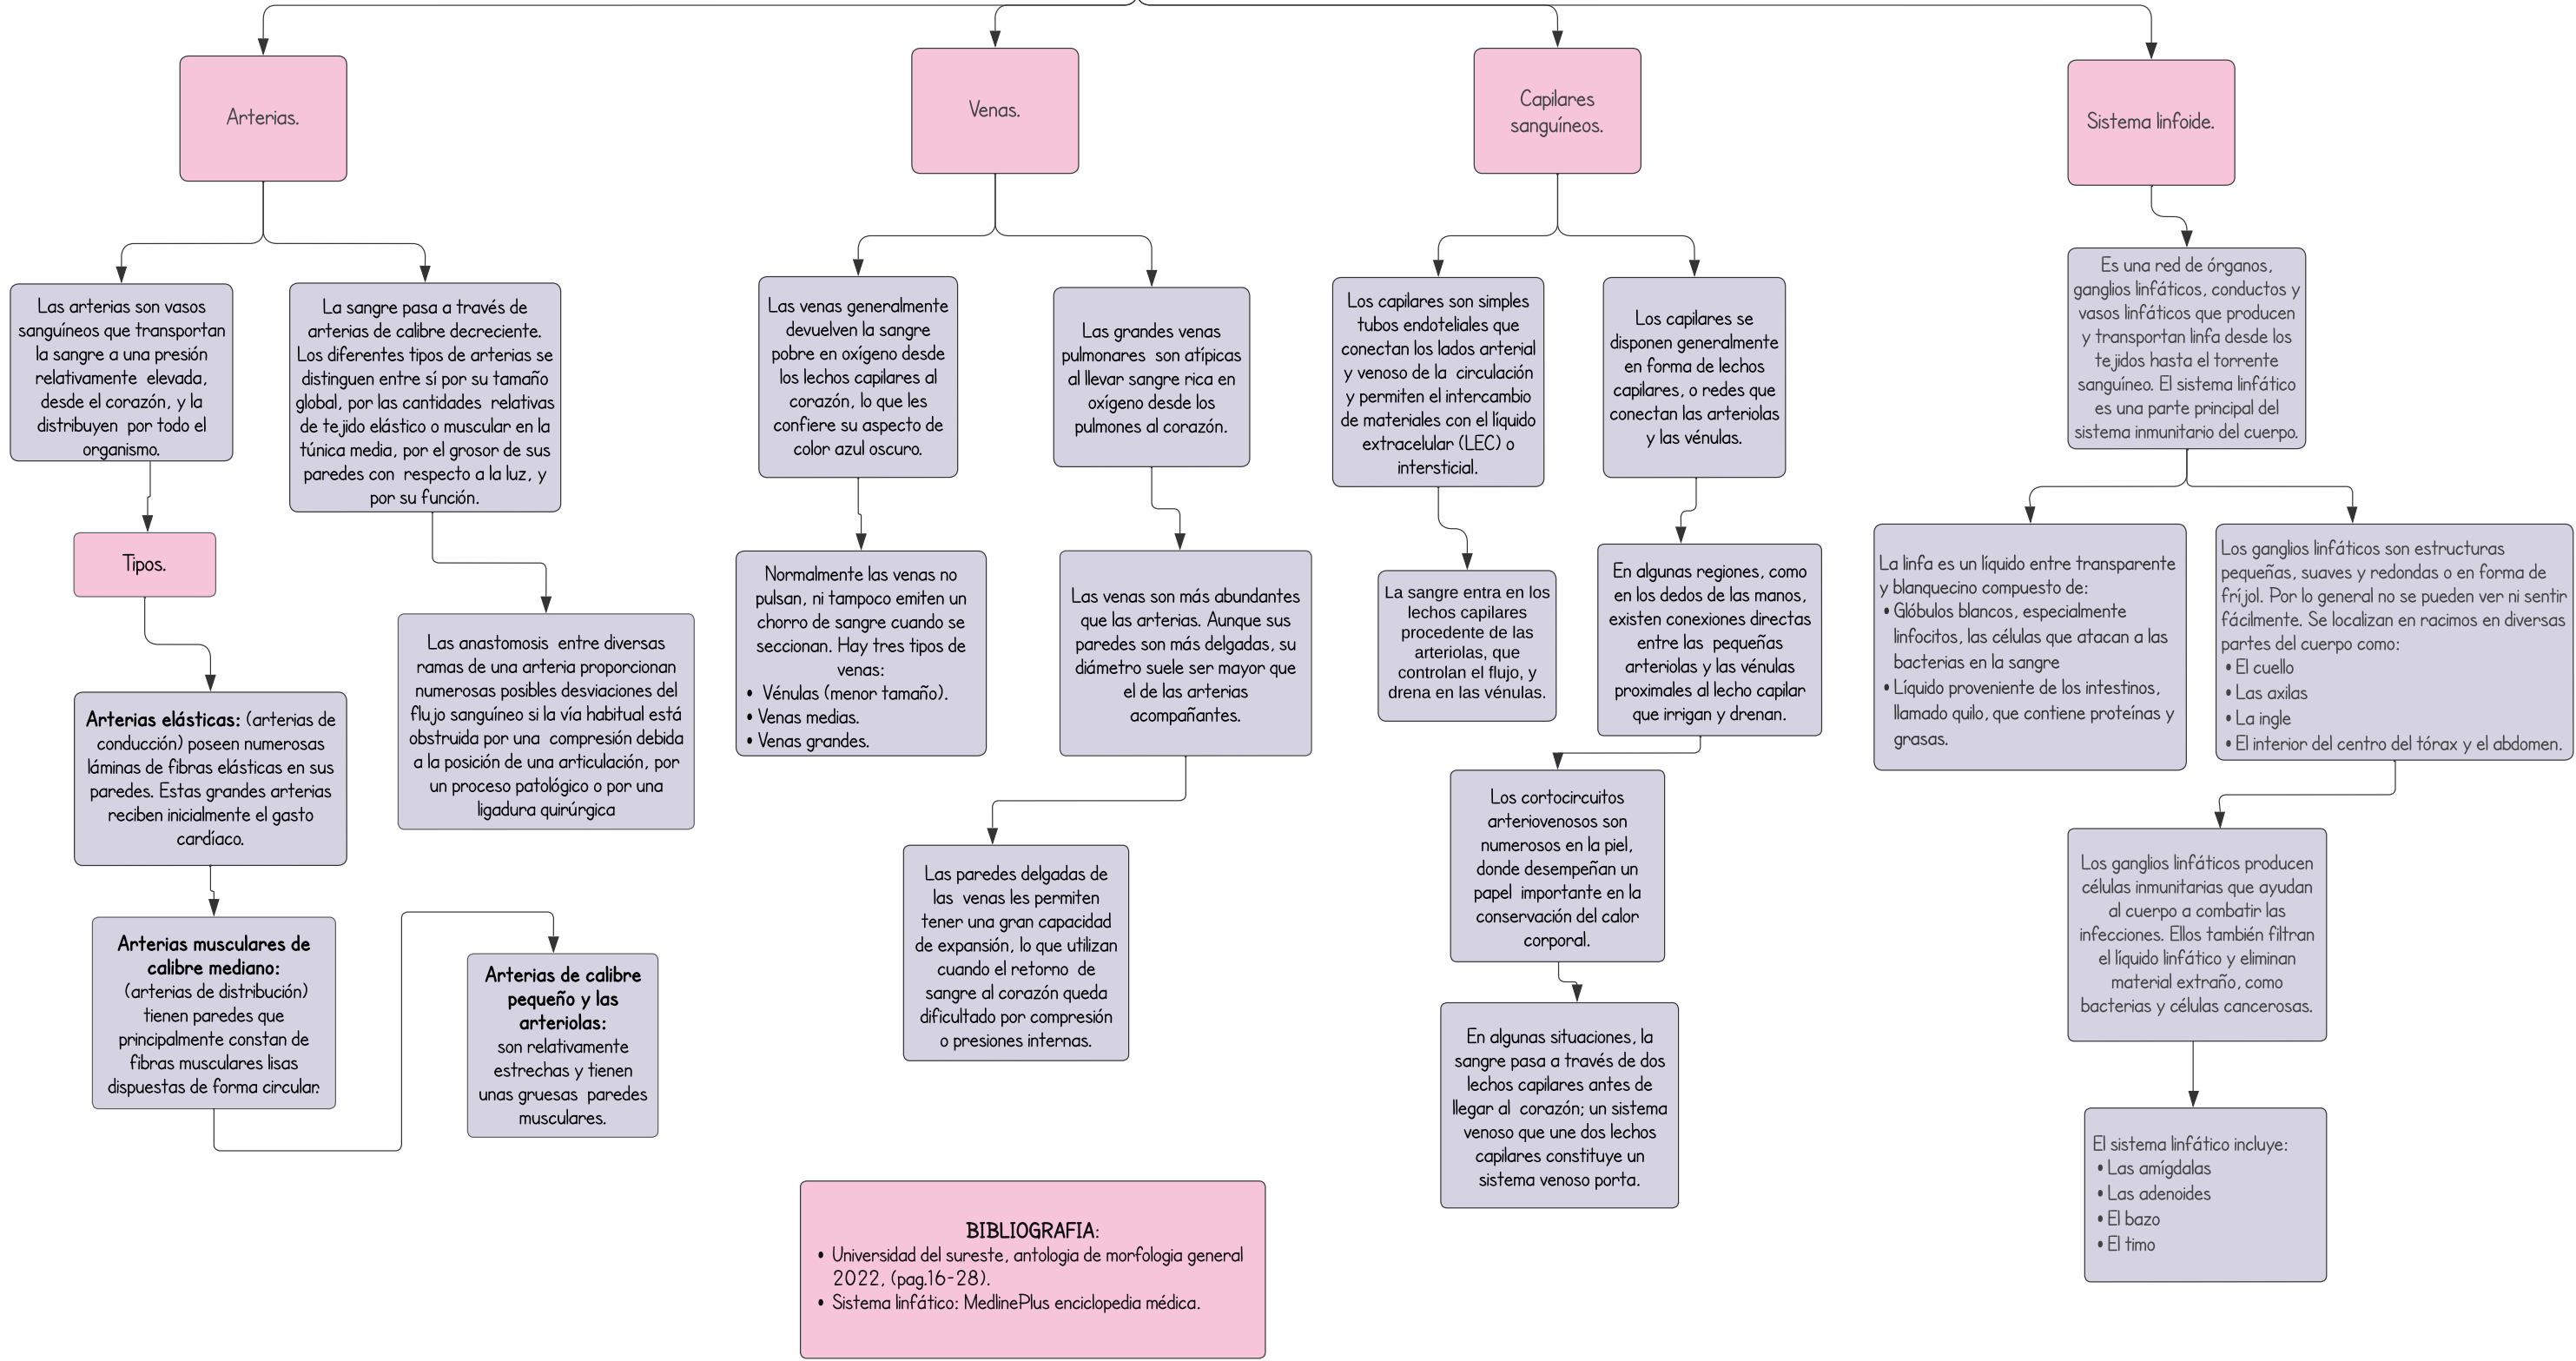 Arterias.
Las arterias son vasos
sanguíneos que transportan
la sangre a una presión
relativamente elevada,
desde el corazón, y la
distribuyen por todo el
organismo.
La sangre pasa a través de
arterias de calibre decreciente.
Los diferentes tipos de arterias se
distinguen entre sí por su tamaño
global, por las cantidades relativas
de tejido elástico o muscular en la
túnica media, por el grosor de sus
paredes con respecto a la luz, y
por su función.
Tipos.
Las anastomosis entre diversas
ramas de una arteria proporcionan
numerosas posibles desviaciones del
flujo sanguíneo si la vía habitual está
obstruida por una compresión debida
a la posición de una articulación, por
un proceso patológico o por una
ligadura quirúrgica
Arterias elásticas: (arterias de
conducción) poseen numerosas
láminas de fibras elásticas en sus
paredes. Estas grandes arterias
reciben inicialmente el gasto
cardíaco.
Arterias musculares de
calibre mediano:
(arterias de distribución)
tienen paredes que
principalmente constan de
fibras musculares lisas
dispuestas de forma circular.
Arterias de calibre
pequeño y las
arteriolas:
son relativamente
estrechas y tienen
unas gruesas paredes
musculares.
Venas.
Las venas generalmente
devuelven la sangre
pobre en oxígeno desde
los lechos capilares al
corazón, lo que les
confiere su aspecto de
color azul oscuro.
Las grandes venas
pulmonares son atípicas
al llevar sangre rica en
oxígeno desde los
pulmones al corazón.
Normalmente las venas no
pulsan, ni tampoco emiten un
chorro de sangre cuando se
seccionan. Hay tres tipos de
venas:
• Vénulas (menor tamaño).
• Venas medias.
• Venas grandes.
Las venas son más abundantes
que las arterias. Aunque sus
paredes son más delgadas, su
diámetro suele ser mayor que
el de las arterias
acompañantes.
Las paredes delgadas de
las venas les permiten
tener una gran capacidad
de expansión, lo que utilizan
cuando el retorno de
sangre al corazón queda
dificultado por compresión
o presiones internas.
Capilares
sanguíneos.
Los capilares son simples
tubos endoteliales que
conectan los lados arterial
y venoso de la circulación
y permiten el intercambio
de materiales con el líquido
extracelular (LEC) o
intersticial.
Los capilares se
disponen generalmente
en forma de lechos
capilares, o redes que
conectan las arteriolas
y las vénulas.
La sangre entra en los
lechos capilares
procedente de las
arteriolas, que
controlan el flujo, y
drena en las vénulas.
En algunas regiones, como
en los dedos de las manos,
existen conexiones directas
entre las pequeñas
arteriolas y las vénulas
proximales al lecho capilar
que irrigan y drenan.
Los cortocircuitos
arteriovenosos son
numerosos en la piel,
donde desempeñan un
papel importante en la
conservación del calor
corporal.
En algunas situaciones, la
sangre pasa a través de dos
lechos capilares antes de
llegar al corazón; un sistema
venoso que une dos lechos
capilares constituye un
sistema venoso porta.
Sistema linfoide.
Es una red de órganos,
ganglios linfáticos, conductos y
vasos linfáticos que producen
y transportan linfa desde los
tejidos hasta el torrente
sanguíneo. El sistema linfático
es una parte principal del
sistema inmunitario del cuerpo.
La linfa es un líquido entre transparente
y blanquecino compuesto de:
• Glóbulos blancos, especialmente
linfocitos, las células que atacan a las
bacterias en la sangre
• Líquido proveniente de los intestinos,
llamado quilo, que contiene proteínas y
grasas.
Los ganglios linfáticos son estructuras
pequeñas, suaves y redondas o en forma de
fríjol. Por lo general no se pueden ver ni sentir
fácilmente. Se localizan en racimos en diversas
partes del cuerpo como:
• El cuello
• Las axilas
• La ingle
• El interior del centro del tórax y el abdomen.
Los ganglios linfáticos producen
células inmunitarias que ayudan
al cuerpo a combatir las
infecciones. Ellos también filtran
el líquido linfático y eliminan
material extraño, como
bacterias y células cancerosas.
El sistema linfático incluye:
• Las amígdalas
• Las adenoides
• El bazo
• El timo
BIBLIOGRAFIA:
• Universidad del sureste, antologia de morfologia general
2022, (pag.16-28).
• Sistema linfático: MedlinePlus enciclopedia médica.